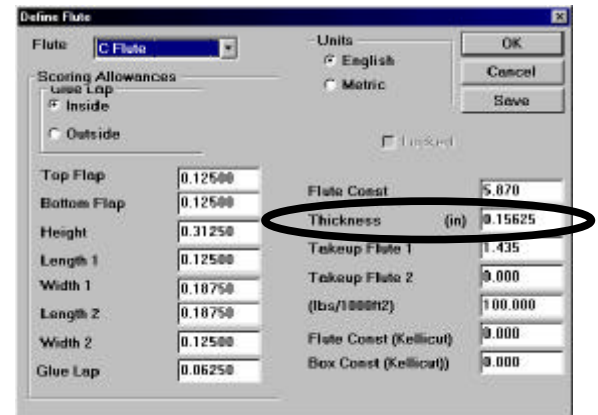 Define Flute
Flute C Flute
Units
English
Metric
OK
Cancel
Save
Scoring Allowances
Glue Lap
Inside
Outside
Locked
Top Flap 0.12500
Bottom Flap 0.12500
Height 0.31250
Length 1 0.12500
Width 1 0.18750
Length 2 0.18750
Width 2 0.12500
Glue Lap 0.06250
Flute Const 5.870
Thickness (in) 0.15625
Takeup Flute 1 1.435
Takeup Flute 2 0.000
(lbs/1000ft2) 100.000
Flute Const (Kellicut) 0.000
Box Const (Kellicut)) 0.000